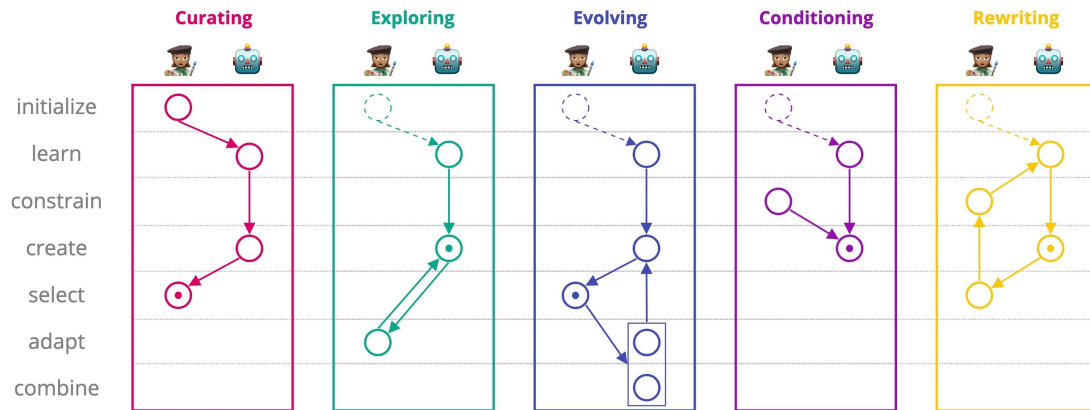 Curating Exploring Evolving Conditioning Rewriting
initialize
learn
constrain
create
select
adapt
combine